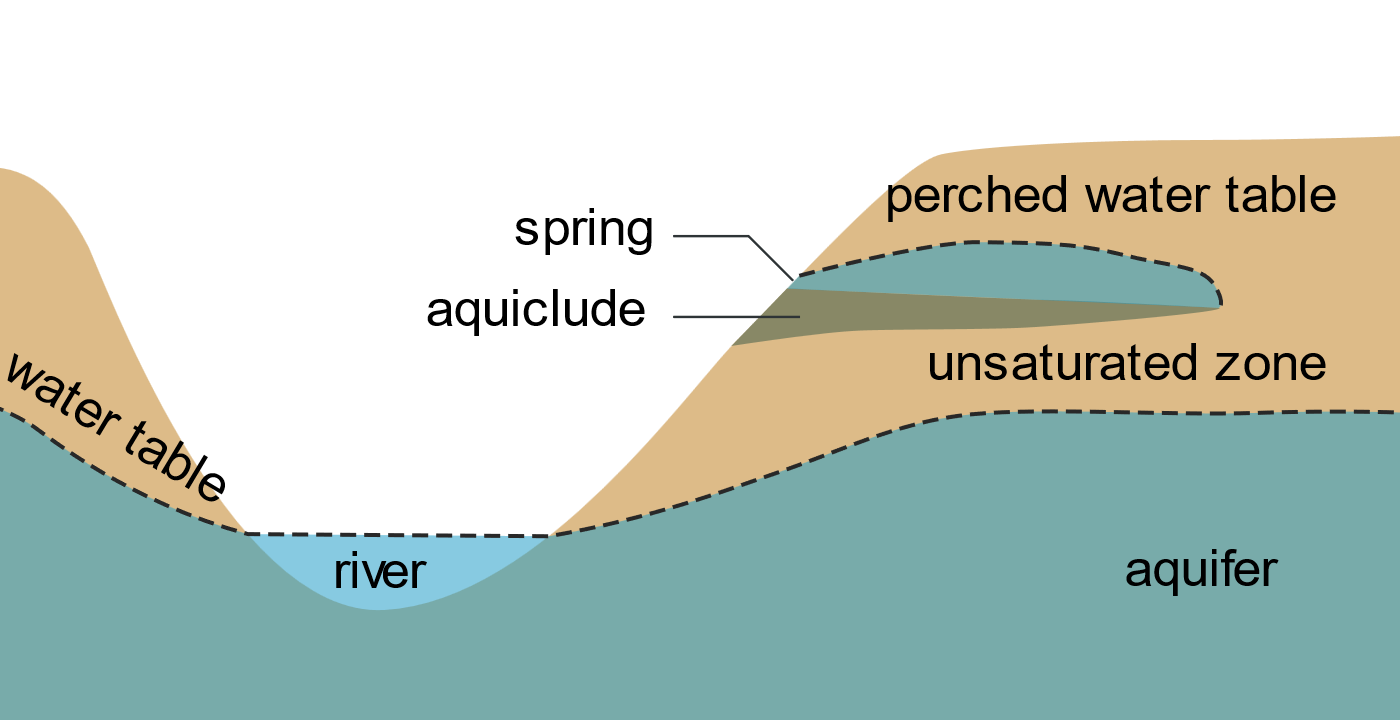 perched water table
spring
aquiclude
unsaturated zone
water table
river
aquifer